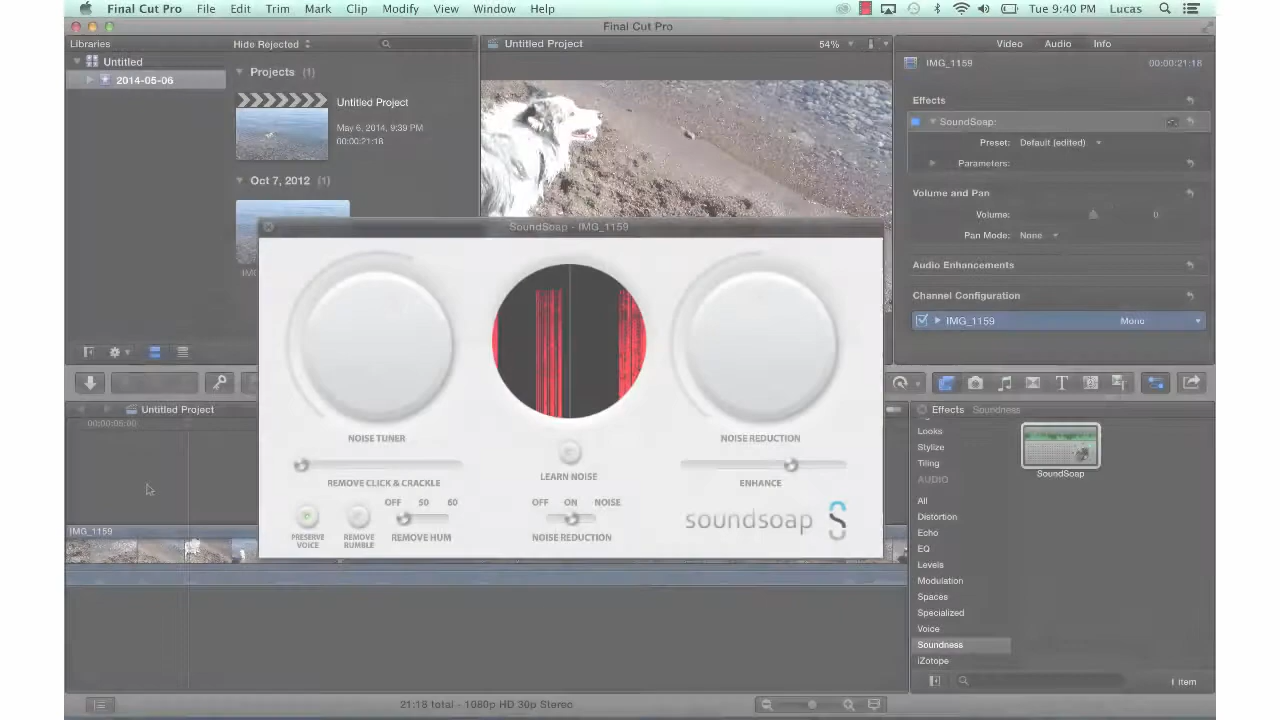 Final Cut Pro File Edit Trim Mark Clip Modify View Window Help Tue 9:40 PM Lucas
Final Cut Pro
Libraries Hide Rejected Untitled Project 54% Video Audio Info
Untitled
2014-05-06
Projects (1)
Untitled Project
May 6, 2014, 9:39 PM
00:00:21:18
Oct 7, 2012 (1)
IMG_1159 00:00:21:18
Effects
SoundSoap:
Preset: Default (edited)
Parameters:
Volume and Pan
Volume: 0
Pan Mode: None
Audio Enhancements
Channel Configuration
IMG_1159 Mono
SoundSoap - IMG_1159
NOISE TUNER
NOISE REDUCTION
LEARN NOISE
REMOVE CLICK & CRACKLE
ENHANCE
OFF 50 60
OFF ON NOISE
PRESERVE VOICE
REMOVE RUMBLE
REMOVE HUM
NOISE REDUCTION
soundsoap
Untitled Project
00:00:05:00
IMG_1159
Effects Soundness
Looks
Stylize
Tiling
AUDIO
All
Distortion
Echo
EQ
Levels
Modulation
Spaces
Specialized
Voice
Soundness
iZotope
SoundSoap
1 item
21:18 total - 1080p HD 30p Stereo